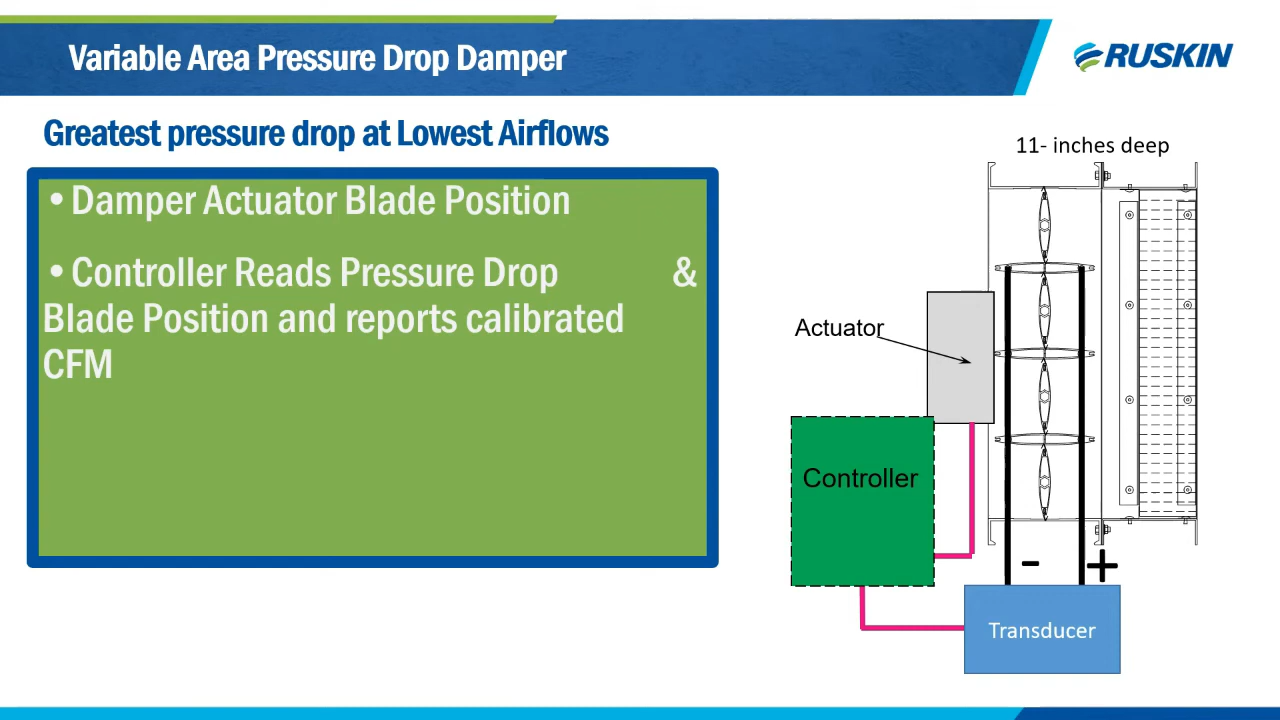 Variable Area Pressure Drop Damper
RUSKIN
Greatest pressure drop at Lowest Airflows
•Damper Actuator Blade Position
•Controller Reads Pressure Drop &
Blade Position and reports calibrated
CFM
11- inches deep
Actuator
Controller
- +
Transducer